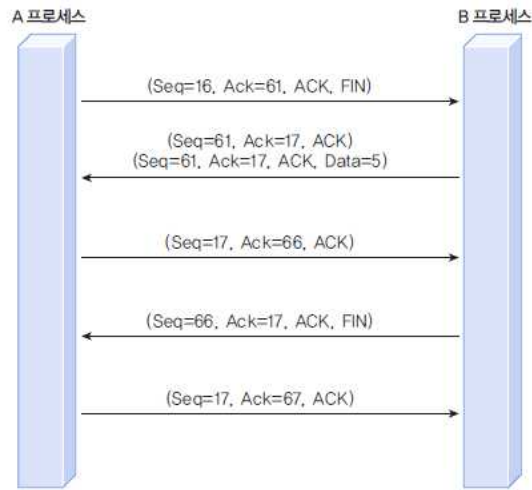 A 프로세스
B 프로세스
(Seq=16, Ack=61, ACK, FIN)
(Seq=61, Ack=17, ACK)
(Seq=61, Ack=17, ACK, Data=5)
(Seq=17, Ack=66, ACK)
(Seq=66, Ack=17, ACK, FIN)
(Seq=17, Ack=67, ACK)